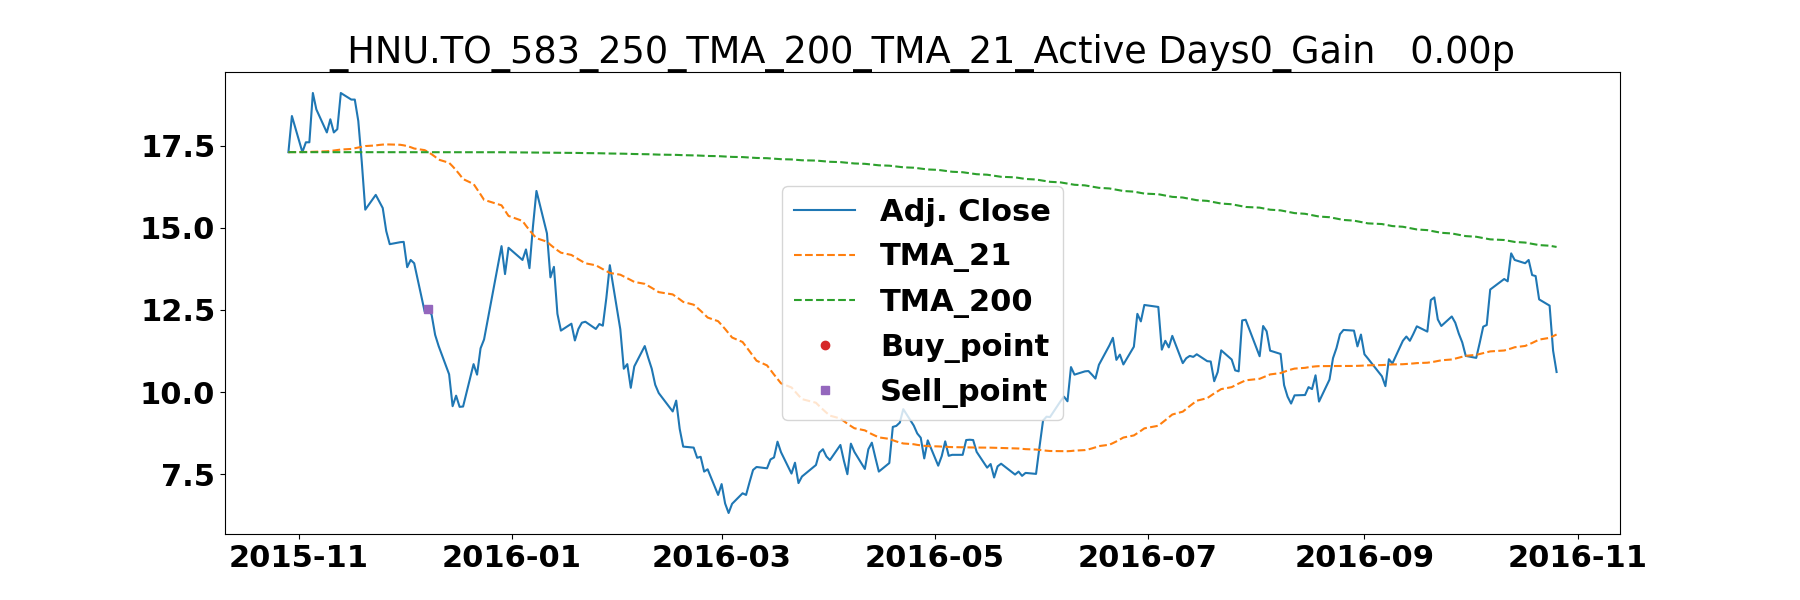 _HNU.TO_583_250_TMA_200_TMA_21_Active Days0_Gain   0.00p
17.5
15.0
12.5
10.0
7.5
Adj. Close
TMA_21
TMA_200
Buy_point
Sell_point
2015-11 2016-01 2016-03 2016-05 2016-07 2016-09 2016-11